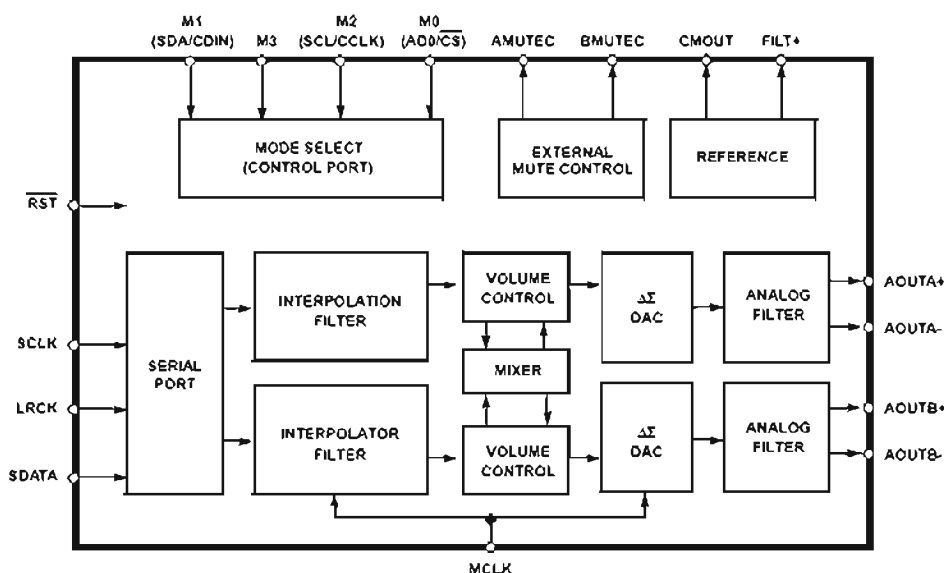 M1
(SDA/CDIN)
M3
M2
(SCL/CCLK)
M0
(AD0/CS)
AMUTEC
BMUTEC
CMOUT
FILT+
MODE SELECT
(CONTROL PORT)
EXTERNAL
MUTE CONTROL
REFERENCE
RST
SERIAL
PORT
INTERPOLATION
FILTER
VOLUME
CONTROL
ΔΣ
DAC
ANALOG
FILTER
AOUTA+
AOUTA-
SCLK
LRCK
SDATA
MIXER
INTERPOLATOR
FILTER
VOLUME
CONTROL
ΔΣ
DAC
ANALOG
FILTER
AOUTB+
AOUTB-
MCLK